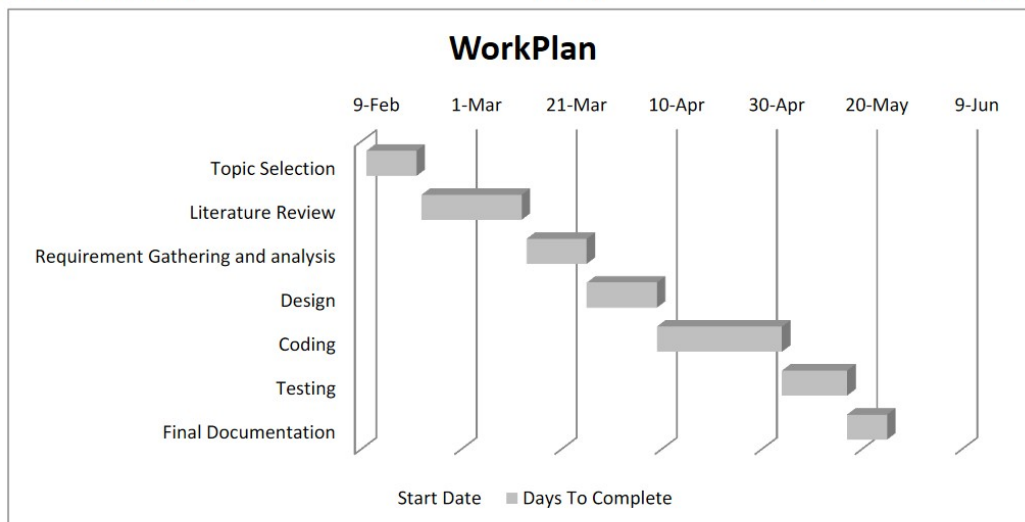 WorkPlan
9-Feb 1-Mar 21-Mar 10-Apr 30-Apr 20-May 9-Jun
Topic Selection
Literature Review
Requirement Gathering and analysis
Design
Coding
Testing
Final Documentation
Start Date Days To Complete